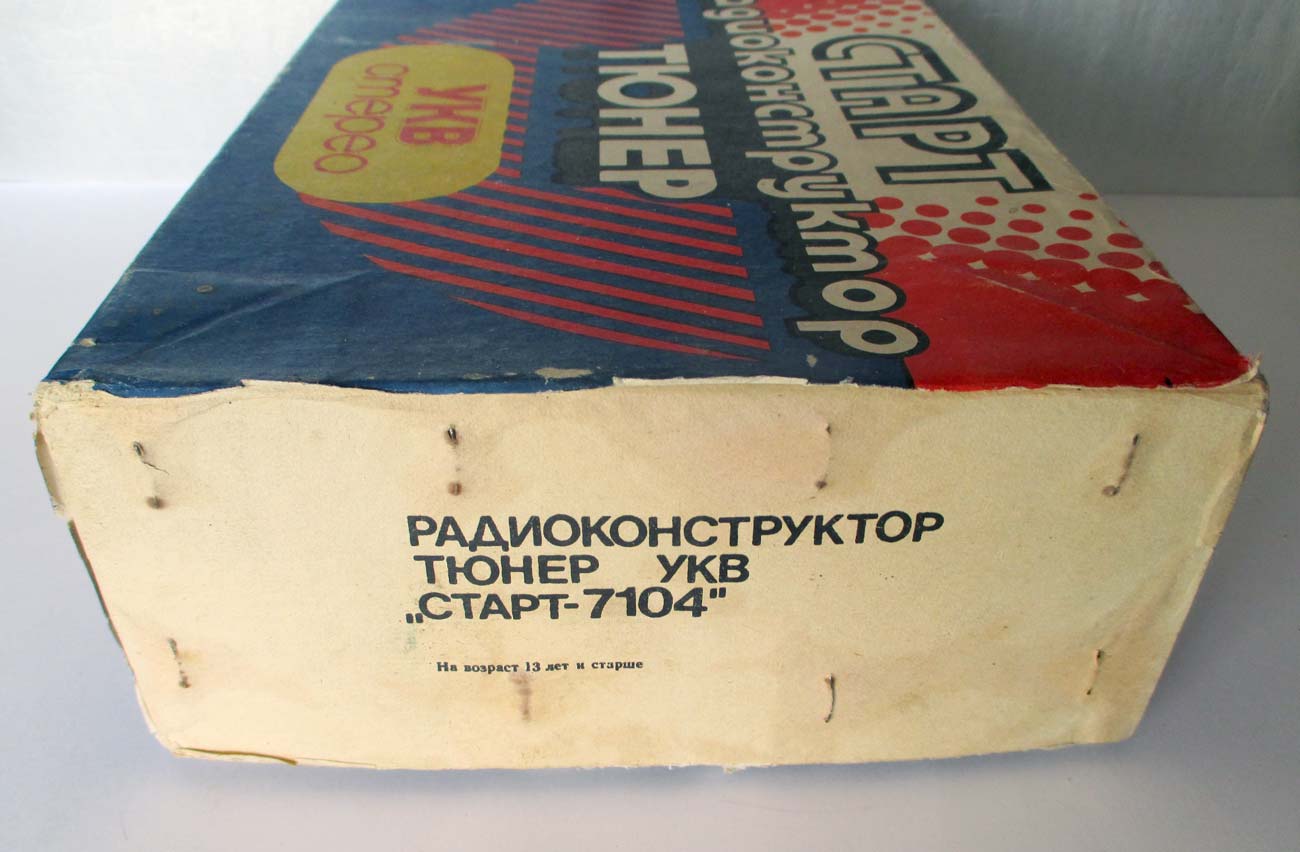 СТАРТ
радиоконструктор
ТЮНЕР
УКВ
стерео
РАДИОКОНСТРУКТОР
ТЮНЕР УКВ
„СТАРТ-7104"
На возраст 13 лет и старше